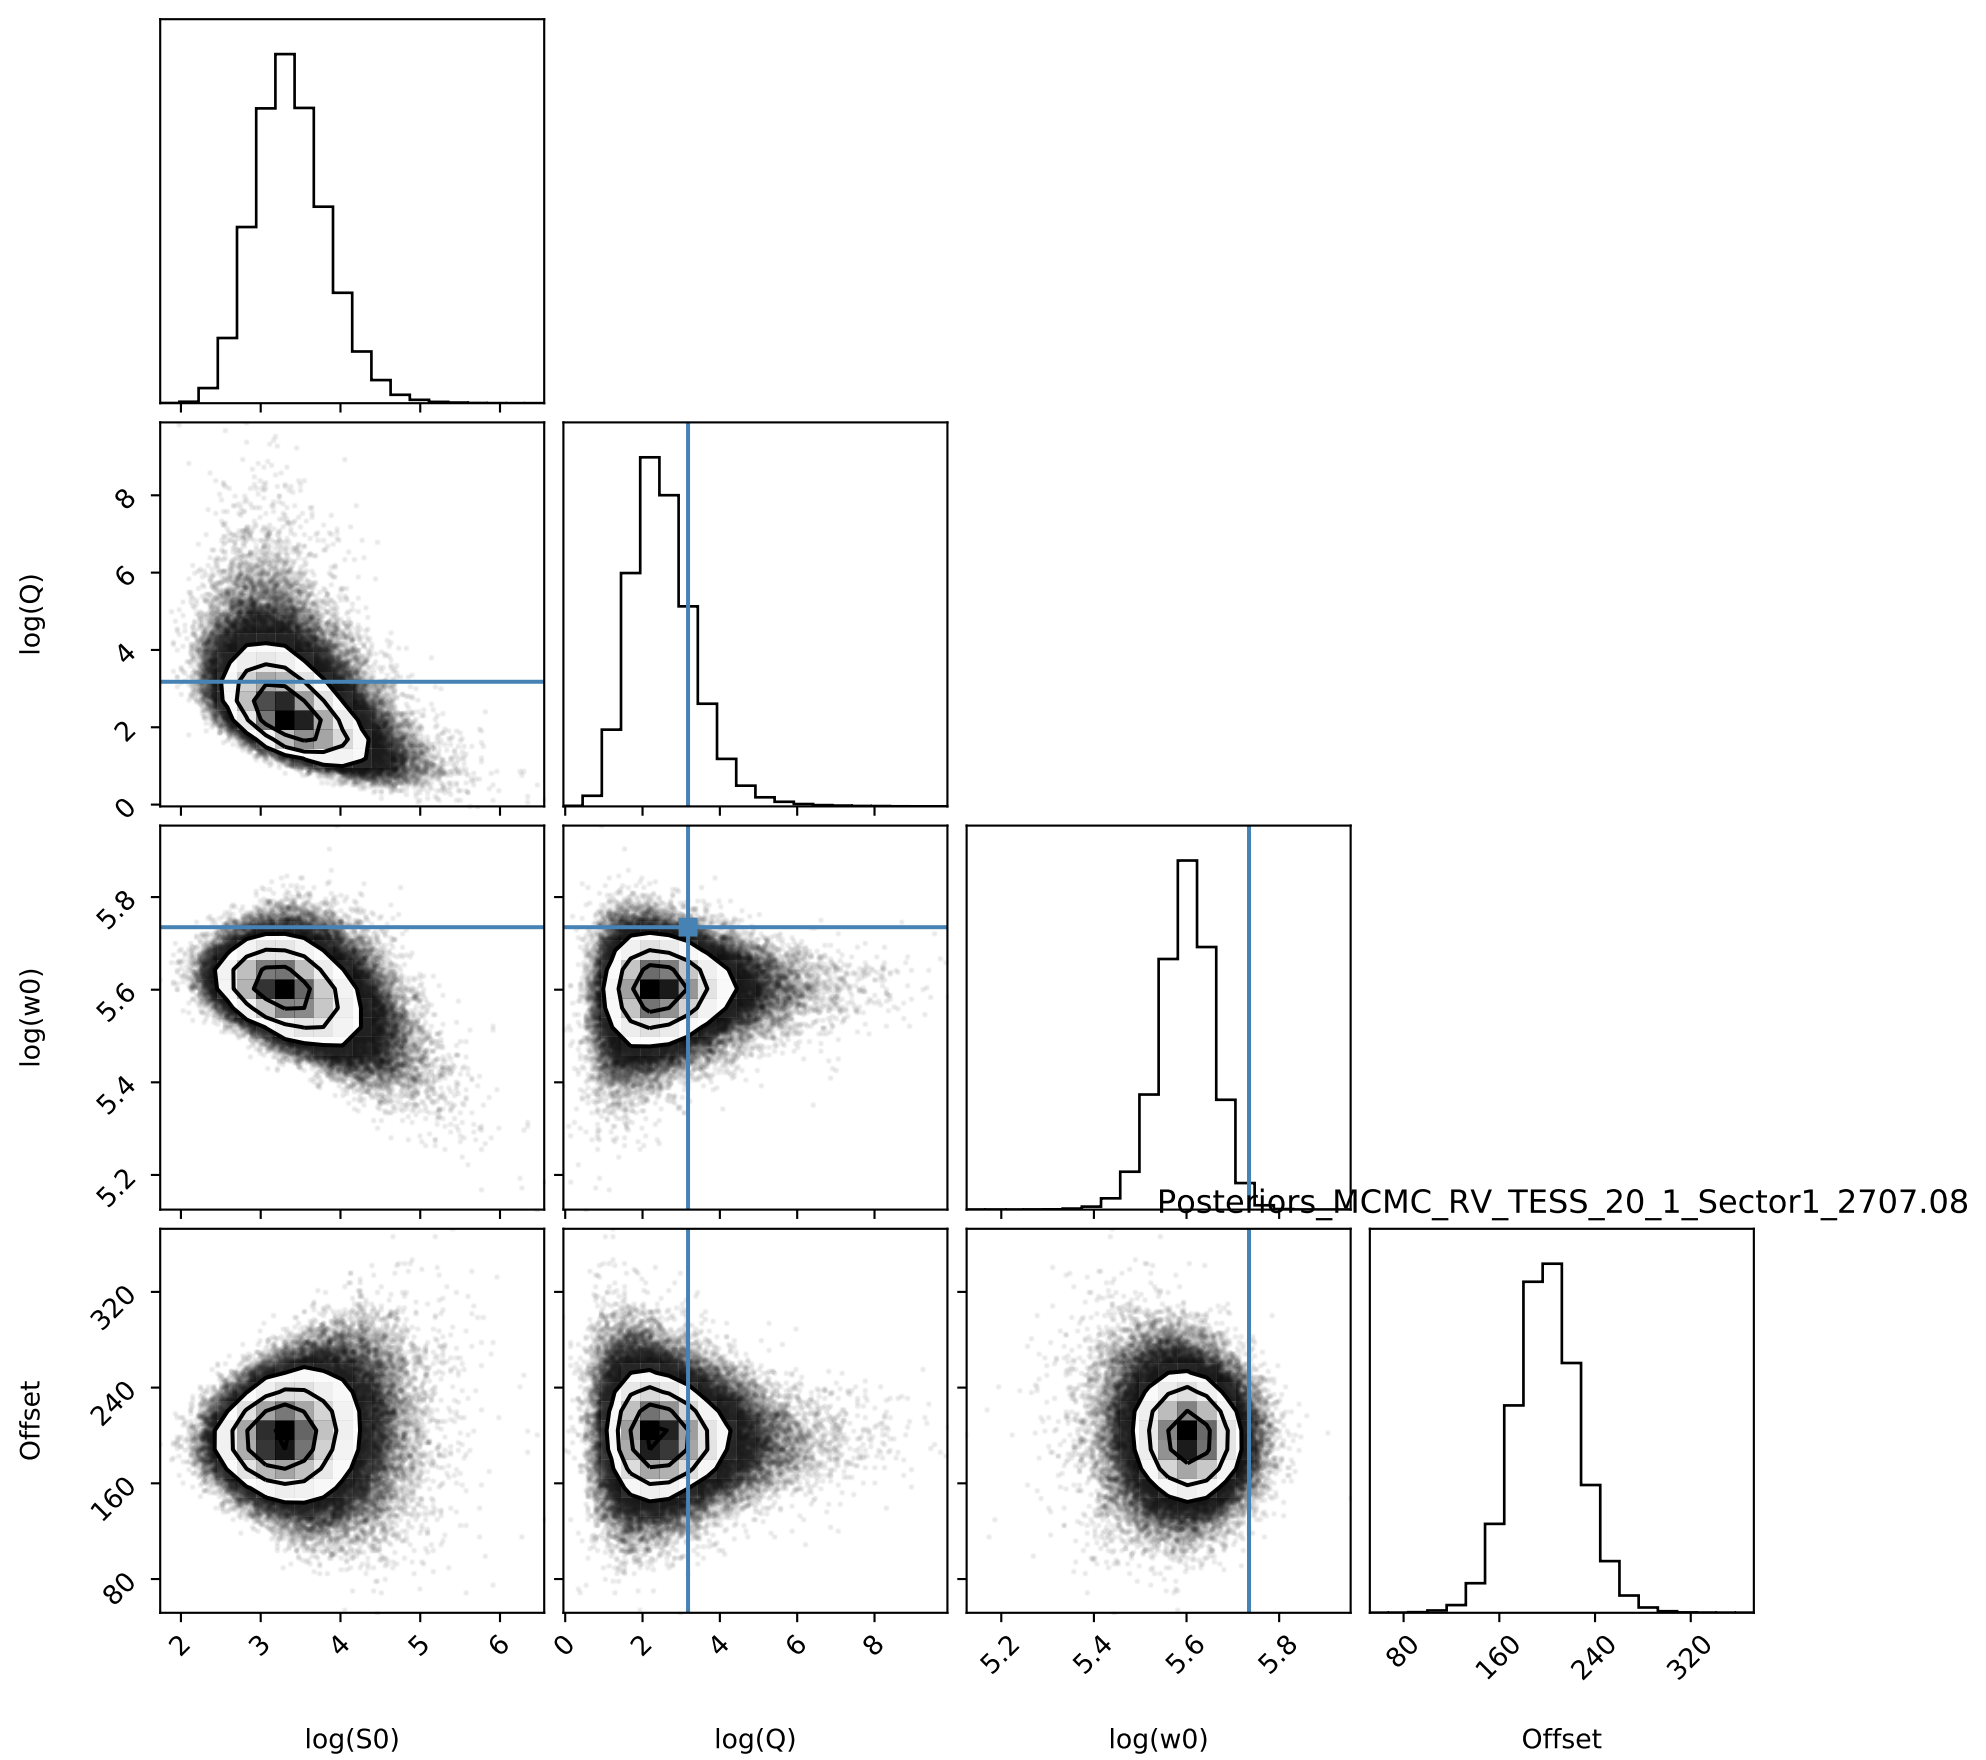 log(Q)
8
6
4
2
0
log(w0)
5.8
5.6
5.4
5.2
Posteriors_MCMC_RV_TESS_20_1_Sector1_2707.08
Offset
320
240
160
80
2 3 4 5 6
0 2 4 6 8
5.2 5.4 5.6 5.8
80 160 240 320
log(S0)
log(Q)
log(w0)
Offset